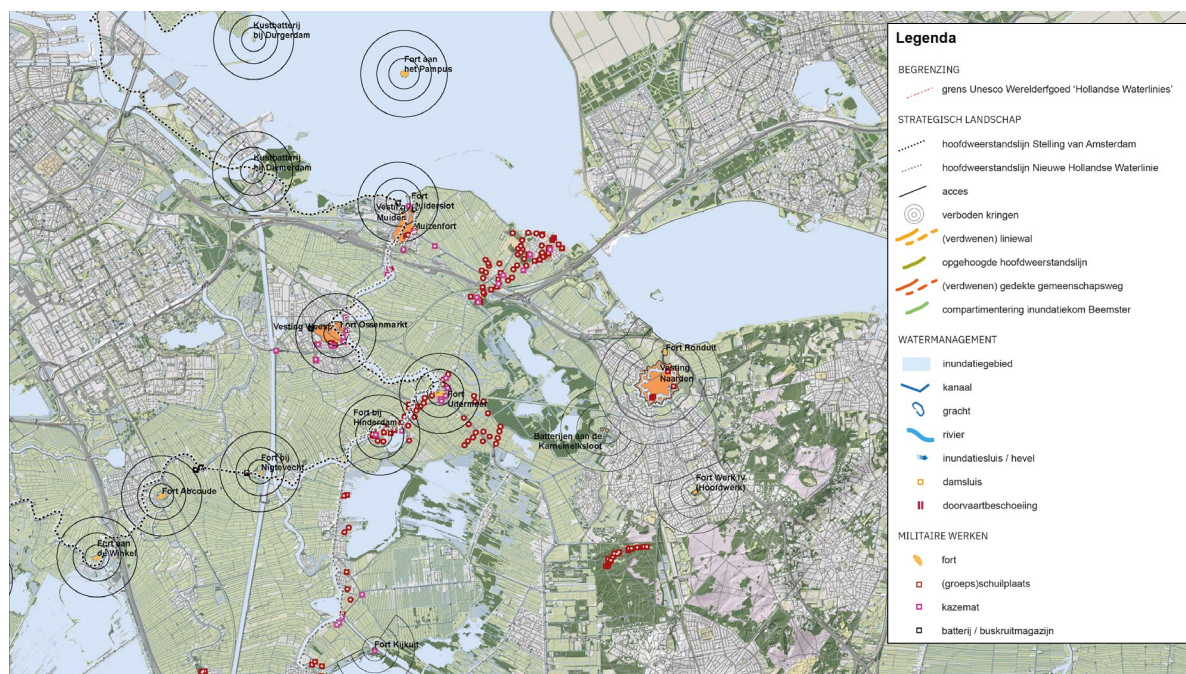 Kustbatterij
bij Durgerdam
Fort aan
het Pampus
Kustbatterij
bij Diemerdam
Fort
Muiderslot
Vesting
Muiden
Muizenfort
Vesting Weesp
Fort Ossenmarkt
Fort Ronduit
Vesting
Naarden
Fort
Uitermeer
Fort bij
Hinderdam
Batterijen aan de
Karnemelksloot
Fort bij
Nigtevecht
Fort Abcoude
Fort Werk IV
(Hoofdwerk)
Fort aan
de Winkel
Fort Kijkuit
Legenda
BEGRENZING
grens Unesco Werelderfgoed ‘Hollandse Waterlinies’
STRATEGISCH LANDSCHAP
hoofdweerstandslijn Stelling van Amsterdam
hoofdweerstandslijn Nieuwe Hollandse Waterlinie
acces
verboden kringen
(verdwenen) liniewal
opgehoogde hoofdweerstandslijn
(verdwenen) gedekte gemeenschapsweg
compartimentering inundatiekom Beemster
WATERMANAGEMENT
inundatiegebied
kanaal
gracht
rivier
inundatiesluis / hevel
damsluis
doorvaartbeschoeiing
MILITAIRE WERKEN
fort
(groeps)schuilplaats
kazemat
batterij / buskruitmagazijn